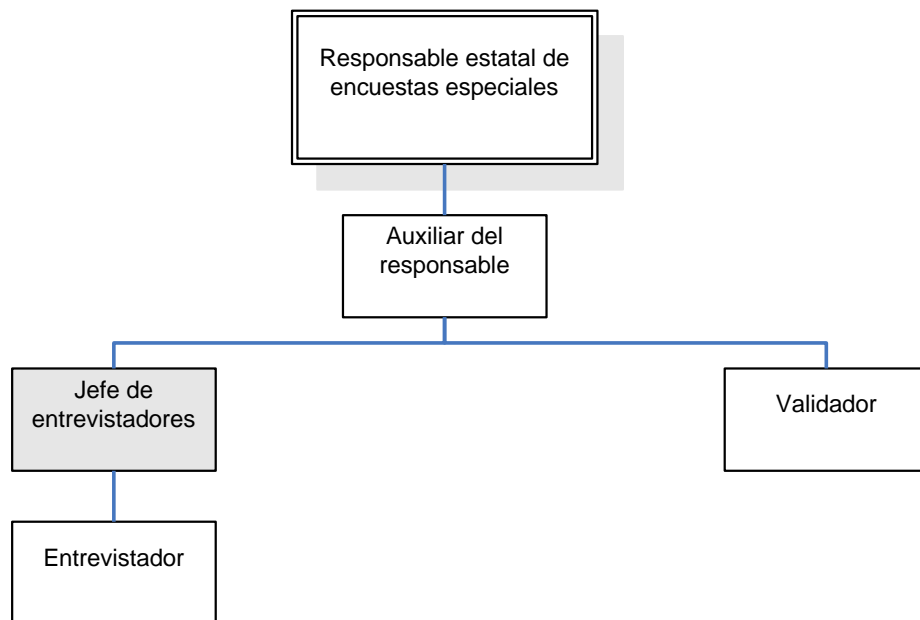 Responsable estatal de
encuestas especiales
Auxiliar del
responsable
Jefe de
entrevistadores
Validador
Entrevistador